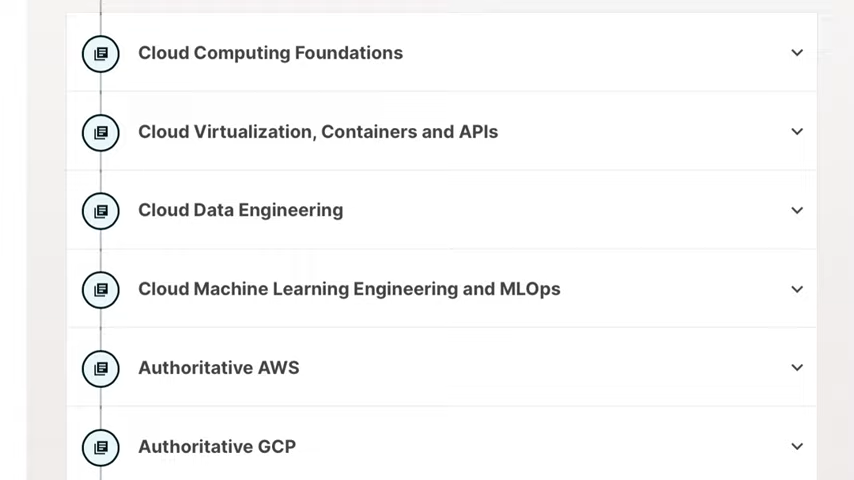 Cloud Computing Foundations
Cloud Virtualization, Containers and APIs
Cloud Data Engineering
Cloud Machine Learning Engineering and MLOps
Authoritative AWS
Authoritative GCP